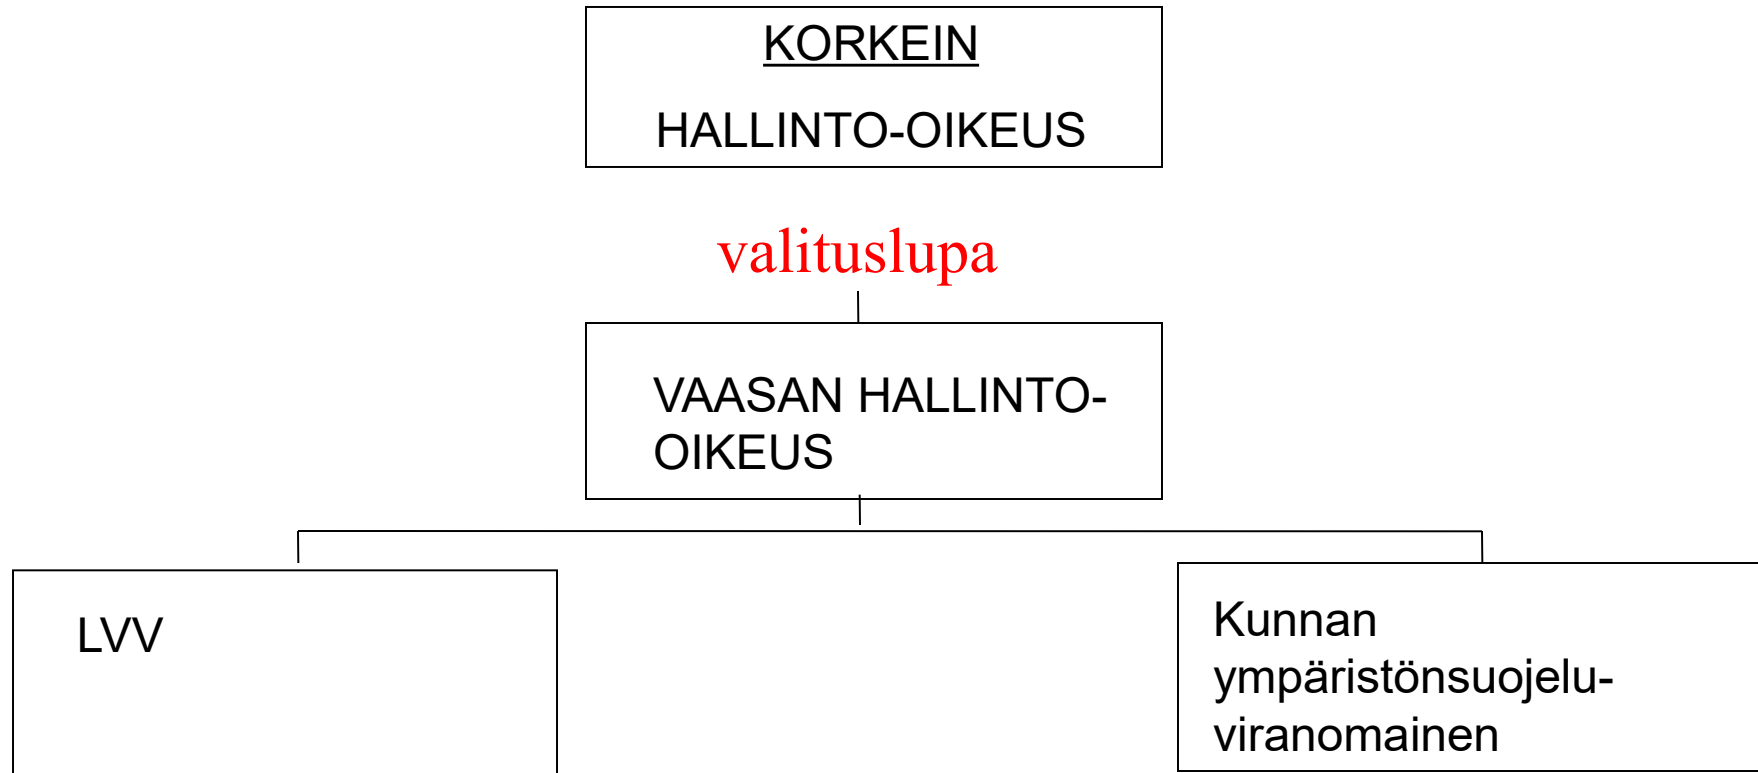 KORKEIN
HALLINTO-OIKEUS
valituslupa
VAASAN HALLINTO-
OIKEUS
LVV
Kunnan
ympäristönsuojelu-
viranomainen